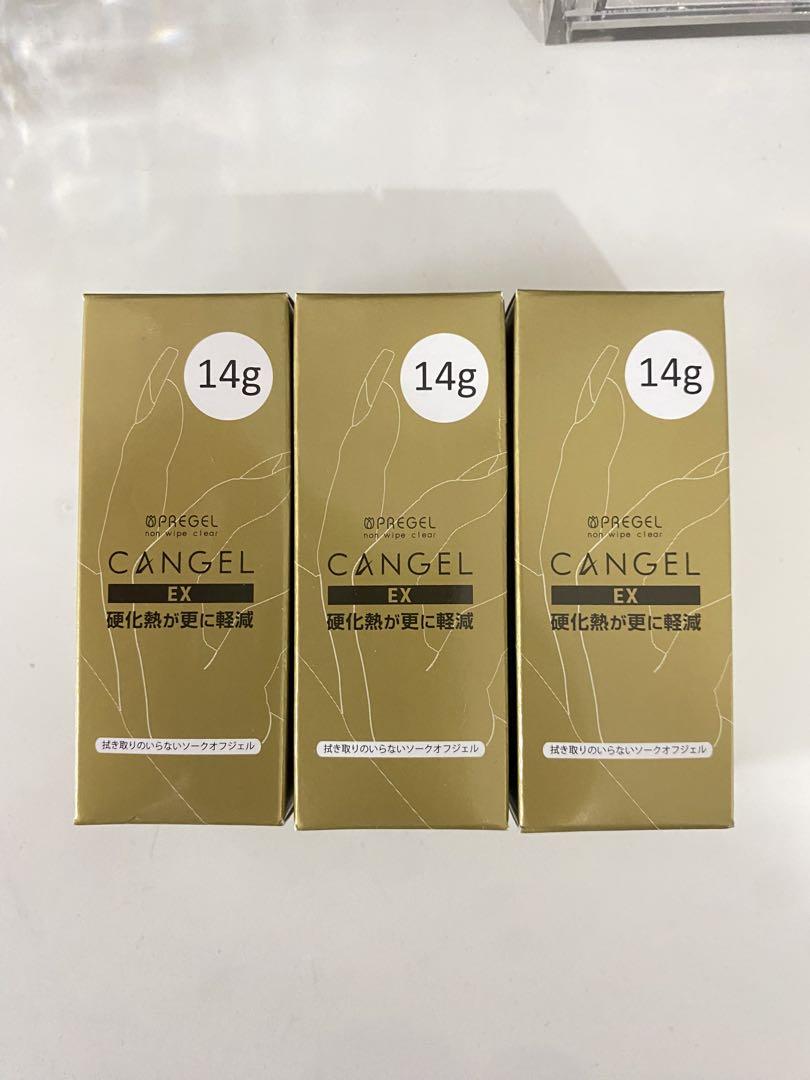 14g
PREGEL
non wipe clear
CANGEL
EX
硬化熱が更に軽減
拭き取りのいらないソークオフジェル
14g
PREGEL
non wipe clear
CANGEL
EX
硬化熱が更に軽減
拭き取りのいらないソークオフジェル
14g
PREGEL
non wipe clear
CANGEL
EX
硬化熱が更に軽減
拭き取りのいらないソークオフジェル